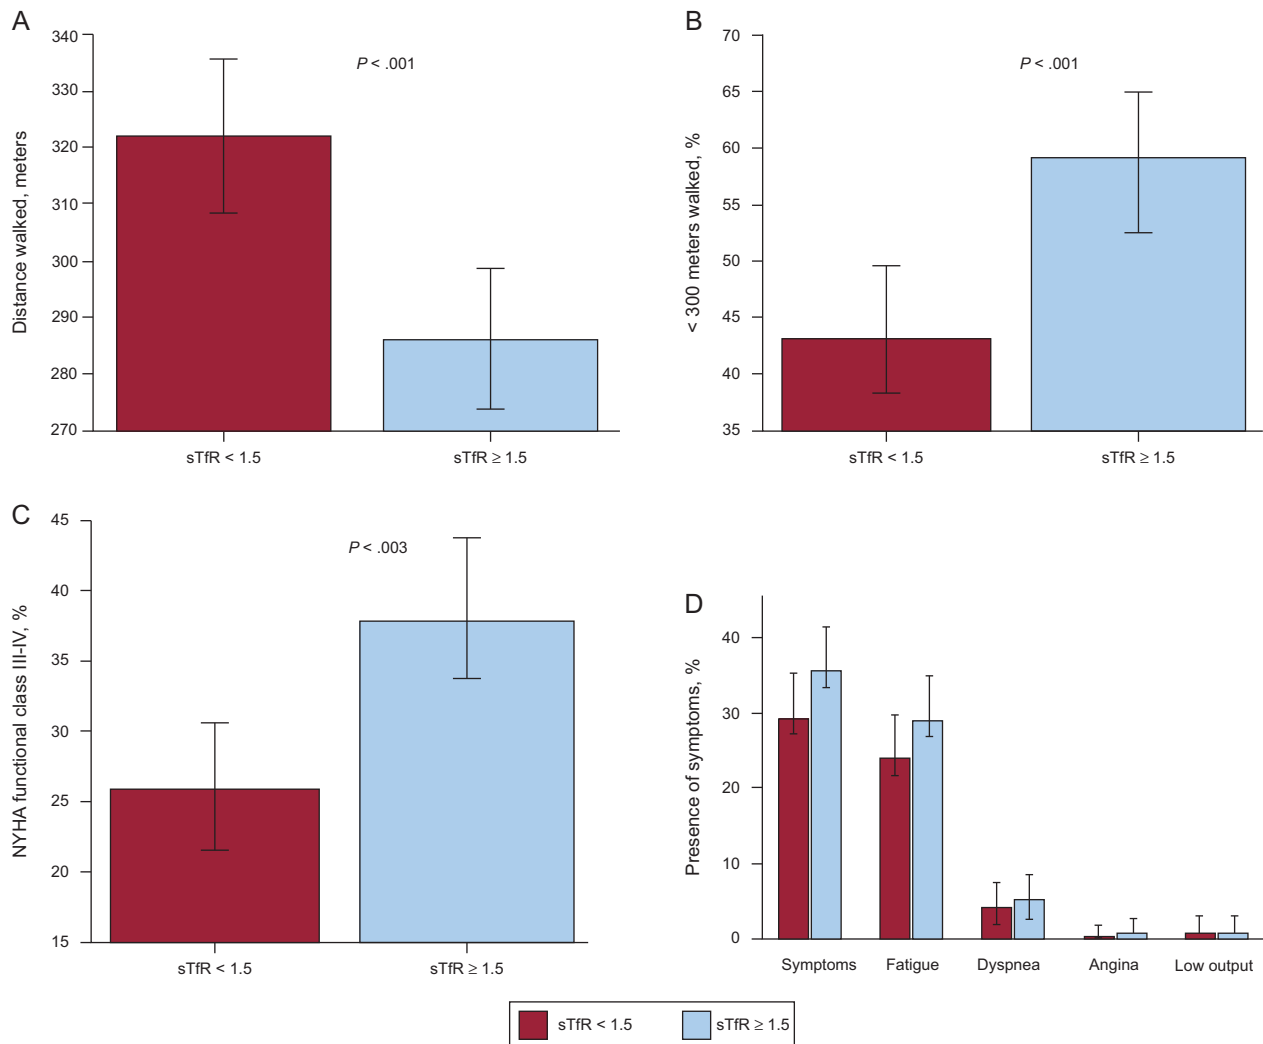 A
340
330
320
310
300
290
280
270
Distance walked, meters
P < .001
sTfR < 1.5
sTfR ≥ 1.5
B
70
65
60
55
50
45
40
35
< 300 meters walked, %
P < .001
sTfR < 1.5
sTfR ≥ 1.5
C
45
40
35
30
25
20
15
NYHA functional class III-IV, %
P < .003
sTfR < 1.5
sTfR ≥ 1.5
D
40
30
20
10
0
Presence of symptoms, %
Symptoms
Fatigue
Dyspnea
Angina
Low output
sTfR < 1.5
sTfR ≥ 1.5